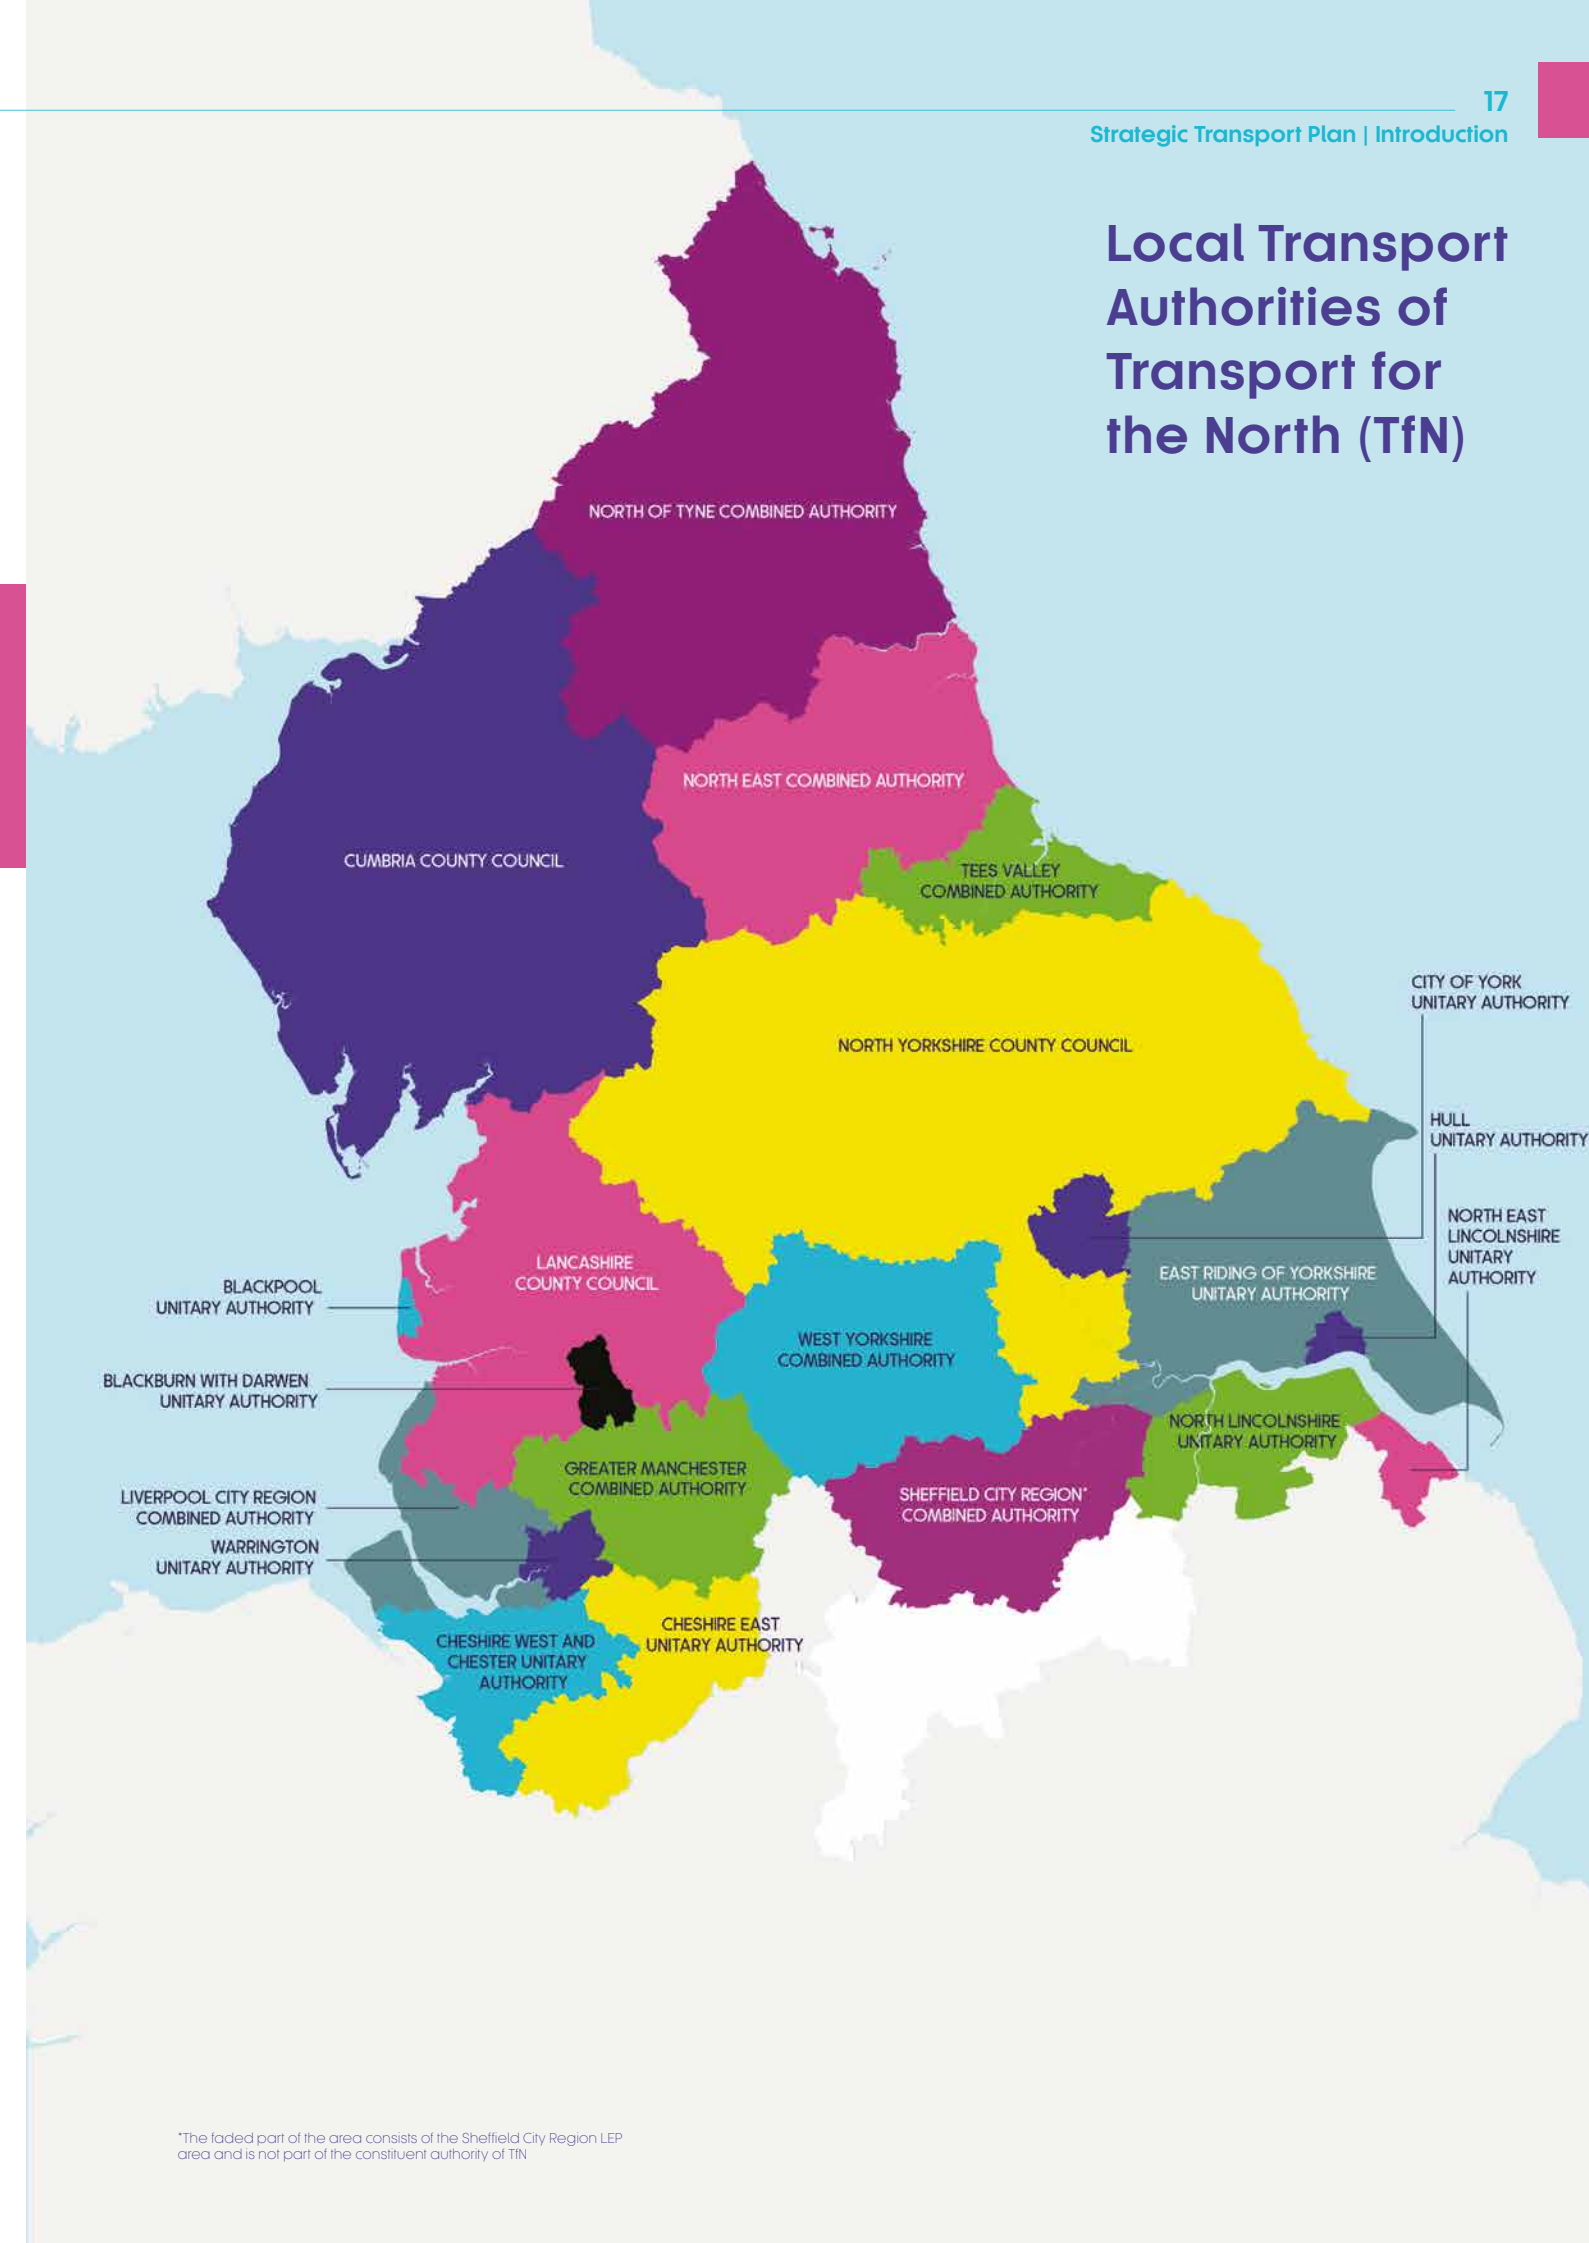 17
Strategic Transport Plan | Introduction
Local Transport
Authorities of
Transport for
the North (TfN)
NORTH OF TYNE COMBINED AUTHORITY
NORTH EAST COMBINED AUTHORITY
CUMBRIA COUNTY COUNCIL
TEES VALLEY
COMBINED AUTHORITY
CITY OF YORK
UNITARY AUTHORITY
NORTH YORKSHIRE COUNTY COUNCIL
HULL
UNITARY AUTHORITY
NORTH EAST
LINCOLNSHIRE
UNITARY
AUTHORITY
LANCASHIRE
COUNTY COUNCIL
EAST RIDING OF YORKSHIRE
UNITARY AUTHORITY
BLACKPOOL
UNITARY AUTHORITY
WEST YORKSHIRE
COMBINED AUTHORITY
BLACKBURN WITH DARWEN
UNITARY AUTHORITY
NORTH LINCOLNSHIRE
UNITARY AUTHORITY
GREATER MANCHESTER
COMBINED AUTHORITY
SHEFFIELD CITY REGION*
COMBINED AUTHORITY
LIVERPOOL CITY REGION
COMBINED AUTHORITY
WARRINGTON
UNITARY AUTHORITY
CHESHIRE EAST
UNITARY AUTHORITY
CHESHIRE WEST AND
CHESTER UNITARY
AUTHORITY
*The faded part of the area consists of the Sheffield City Region LEP
area and is not part of the constituent authority of TfN